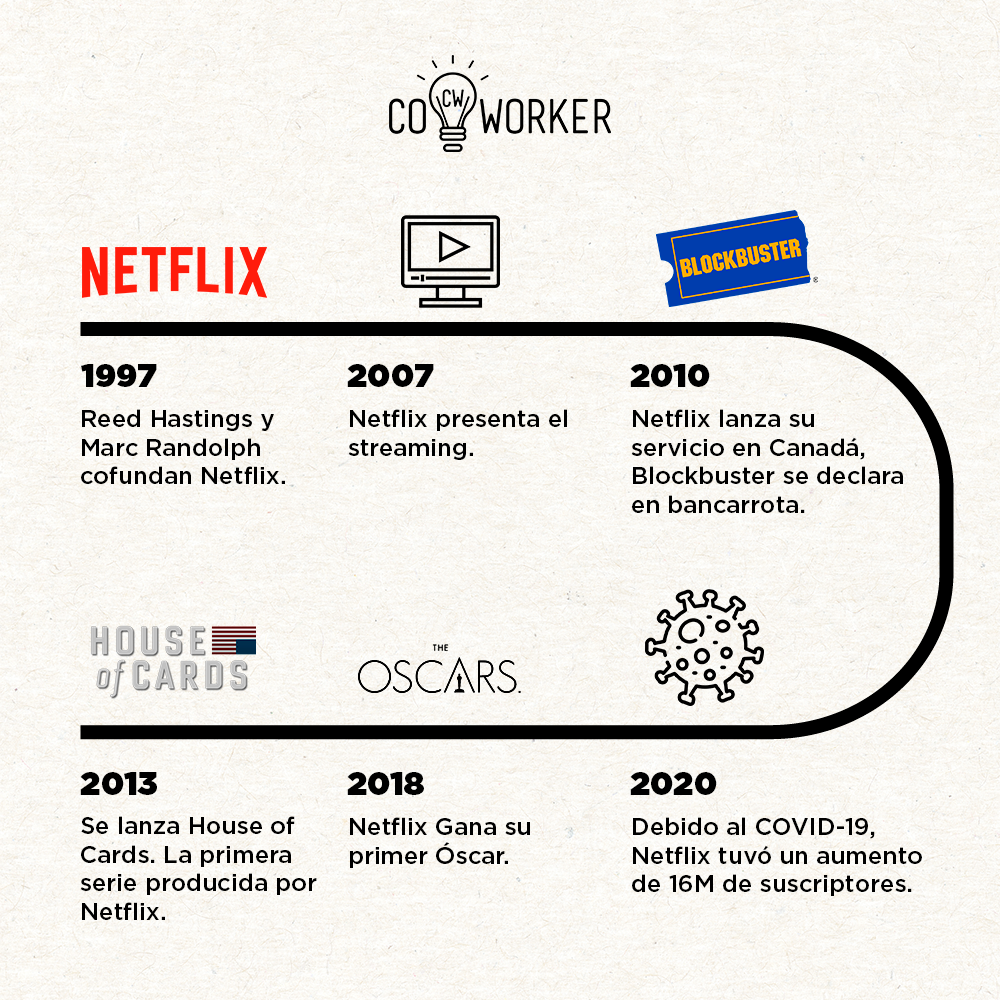 CO CW WORKER
NETFLIX
BLOCKBUSTER
®
1997
Reed Hastings y
Marc Randolph
cofundan Netflix.
2007
Netflix presenta el
streaming.
2010
Netflix lanza su
servicio en Canadá,
Blockbuster se declara
en bancarrota.
HOUSE
of CARDS
THE
OSCARS.
2013
Se lanza House of
Cards. La primera
serie producida por
Netflix.
2018
Netflix Gana su
primer Óscar.
2020
Debido al COVID-19,
Netflix tuvó un aumento
de 16M de suscriptores.